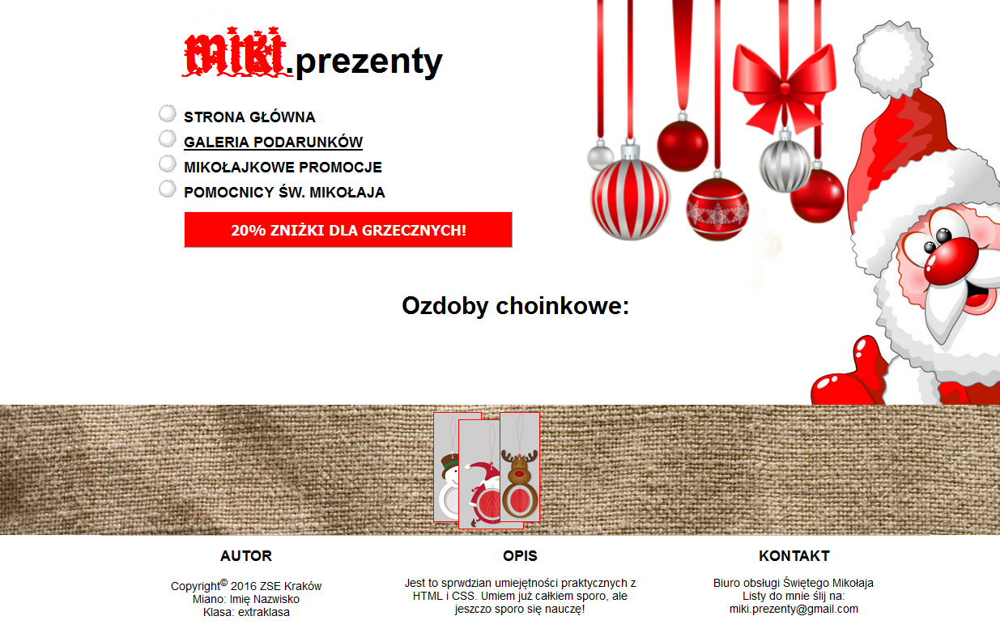 miki.prezenty
STRONA GŁÓWNA
GALERIA PODARUNKÓW
MIKOŁAJKOWE PROMOCJE
POMOCNICY ŚW. MIKOŁAJA
20% ZNIŻKI DLA GRZECZNYCH!
Ozdoby choinkowe:
AUTOR
Copyright© 2016 ZSE Kraków
Miano: Imię Nazwisko
Klasa: extraklasa
OPIS
Jest to sprwdzian umiejętności praktycznych z
HTML i CSS. Umiem już całkiem sporo, ale
jeszczo sporo się nauczę!
KONTAKT
Biuro obsługi Świętego Mikołaja
Listy do mnie ślij na:
miki.prezenty@gmail.com